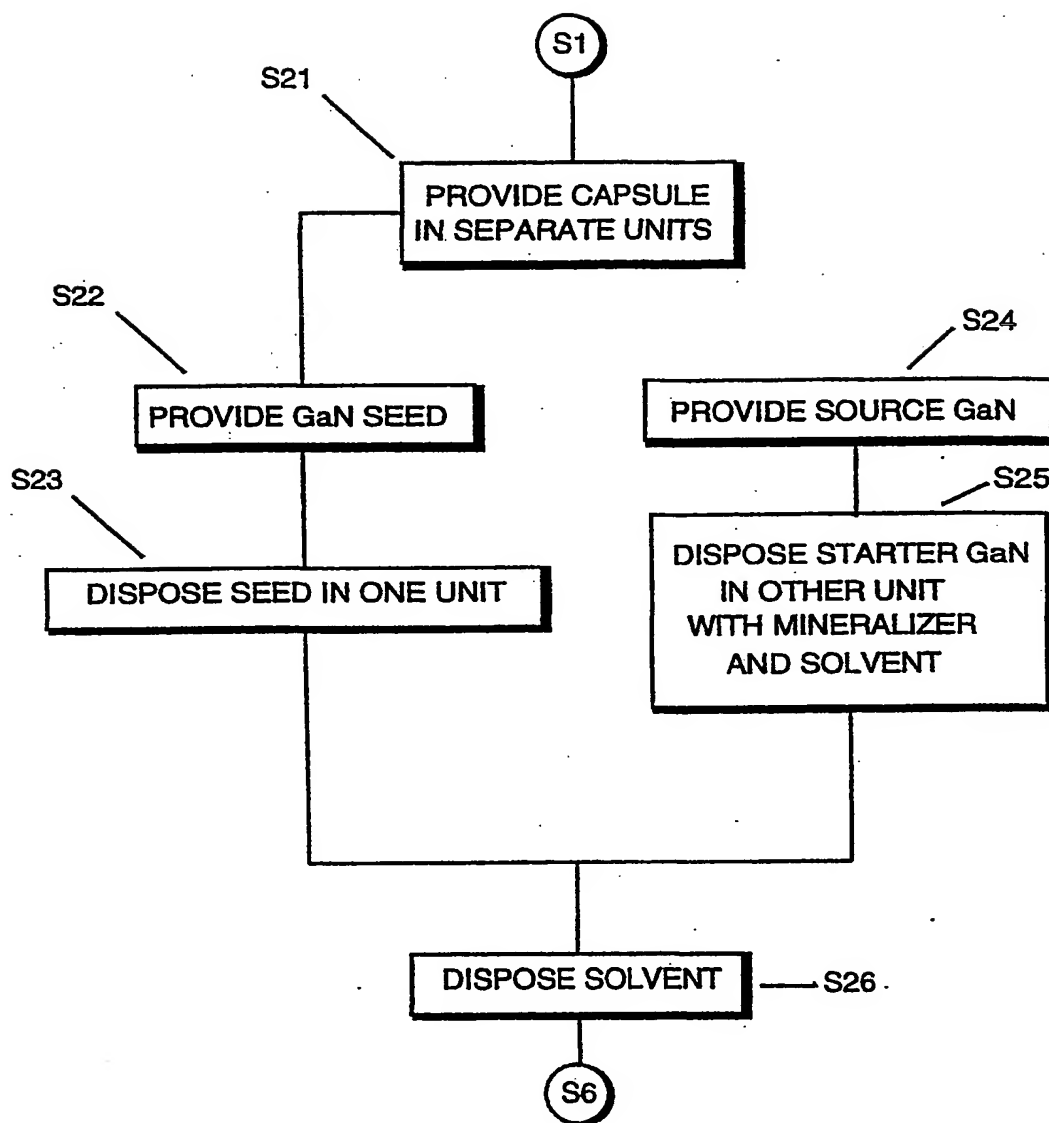 S1
S21
PROVIDE CAPSULE
IN SEPARATE UNITS
S22
PROVIDE GaN SEED
S23
DISPOSE SEED IN ONE UNIT
S24
PROVIDE SOURCE GaN
S25
DISPOSE STARTER GaN
IN OTHER UNIT
WITH MINERALIZER
AND SOLVENT
DISPOSE SOLVENT
S26
S6